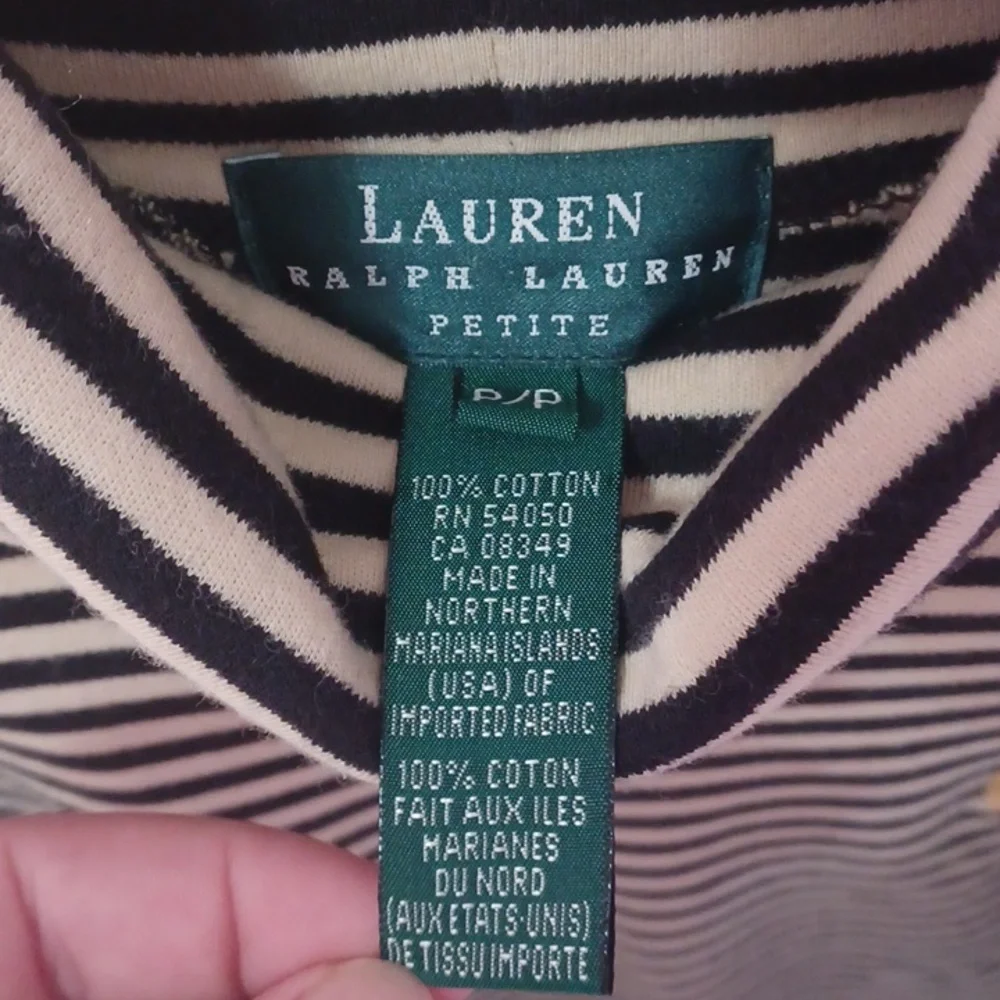 LAUREN
RALPH LAUREN
PETITE
P/P
100% COTTON
RN 54050
CA 08349
MADE IN
NORTHERN
MARIANA ISLANDS
(USA) OF
IMPORTED FABRIC
100% COTON
FAIT AUX ILES
MARIANES
DU NORD
(AUX ETATS-UNIS)
DE TISSU IMPORTE